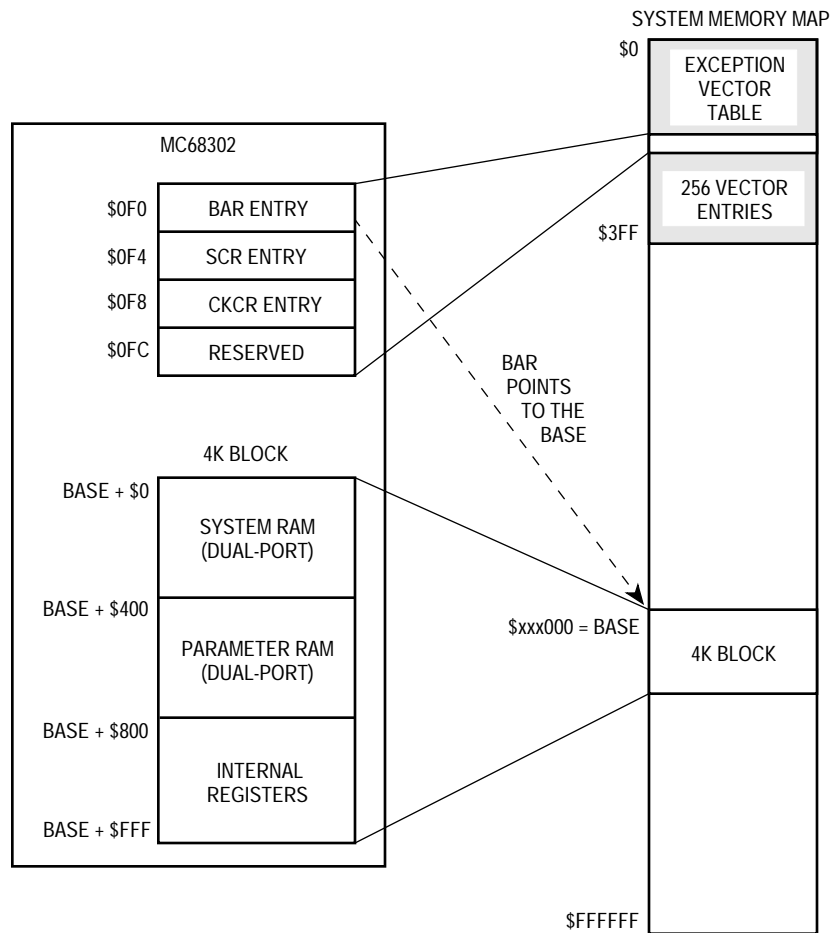 SYSTEM MEMORY MAP
$0
EXCEPTION
VECTOR
TABLE
256 VECTOR
ENTRIES
$3FF
MC68302
$0F0
BAR ENTRY
$0F4
SCR ENTRY
$0F8
CKCR ENTRY
$0FC
RESERVED
BAR
POINTS
TO THE
BASE
4K BLOCK
BASE + $0
SYSTEM RAM
(DUAL-PORT)
BASE + $400
PARAMETER RAM
(DUAL-PORT)
BASE + $800
INTERNAL
REGISTERS
BASE + $FFF
$xxx000 = BASE
4K BLOCK
$FFFFFF